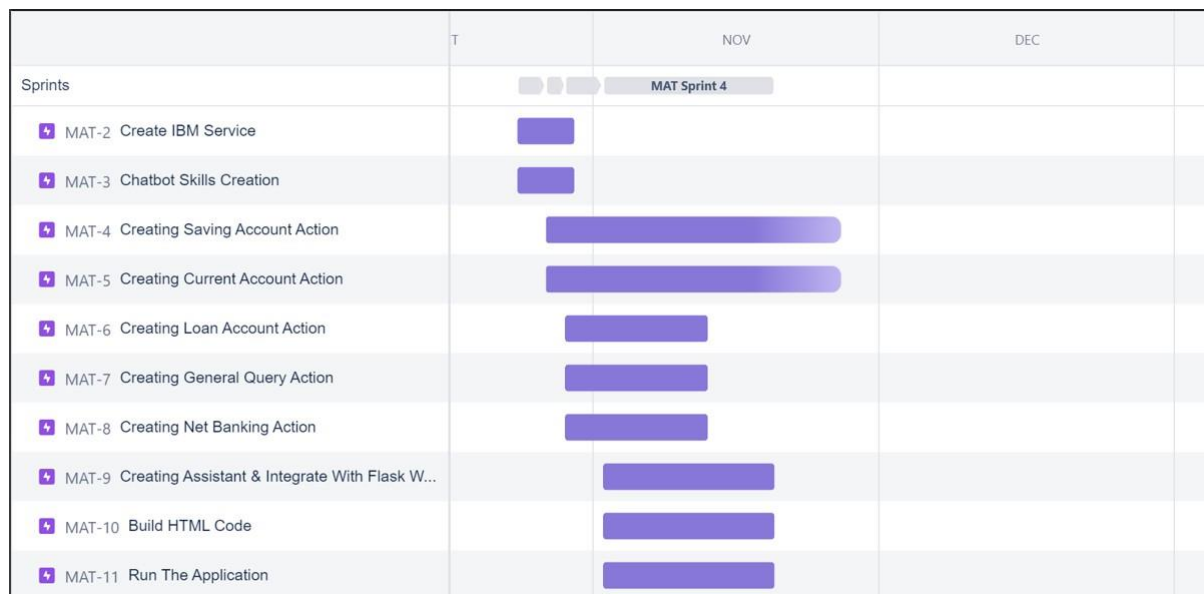 T NOV DEC
Sprints MAT Sprint 4
MAT-2 Create IBM Service
MAT-3 Chatbot Skills Creation
MAT-4 Creating Saving Account Action
MAT-5 Creating Current Account Action
MAT-6 Creating Loan Account Action
MAT-7 Creating General Query Action
MAT-8 Creating Net Banking Action
MAT-9 Creating Assistant & Integrate With Flask W...
MAT-10 Build HTML Code
MAT-11 Run The Application